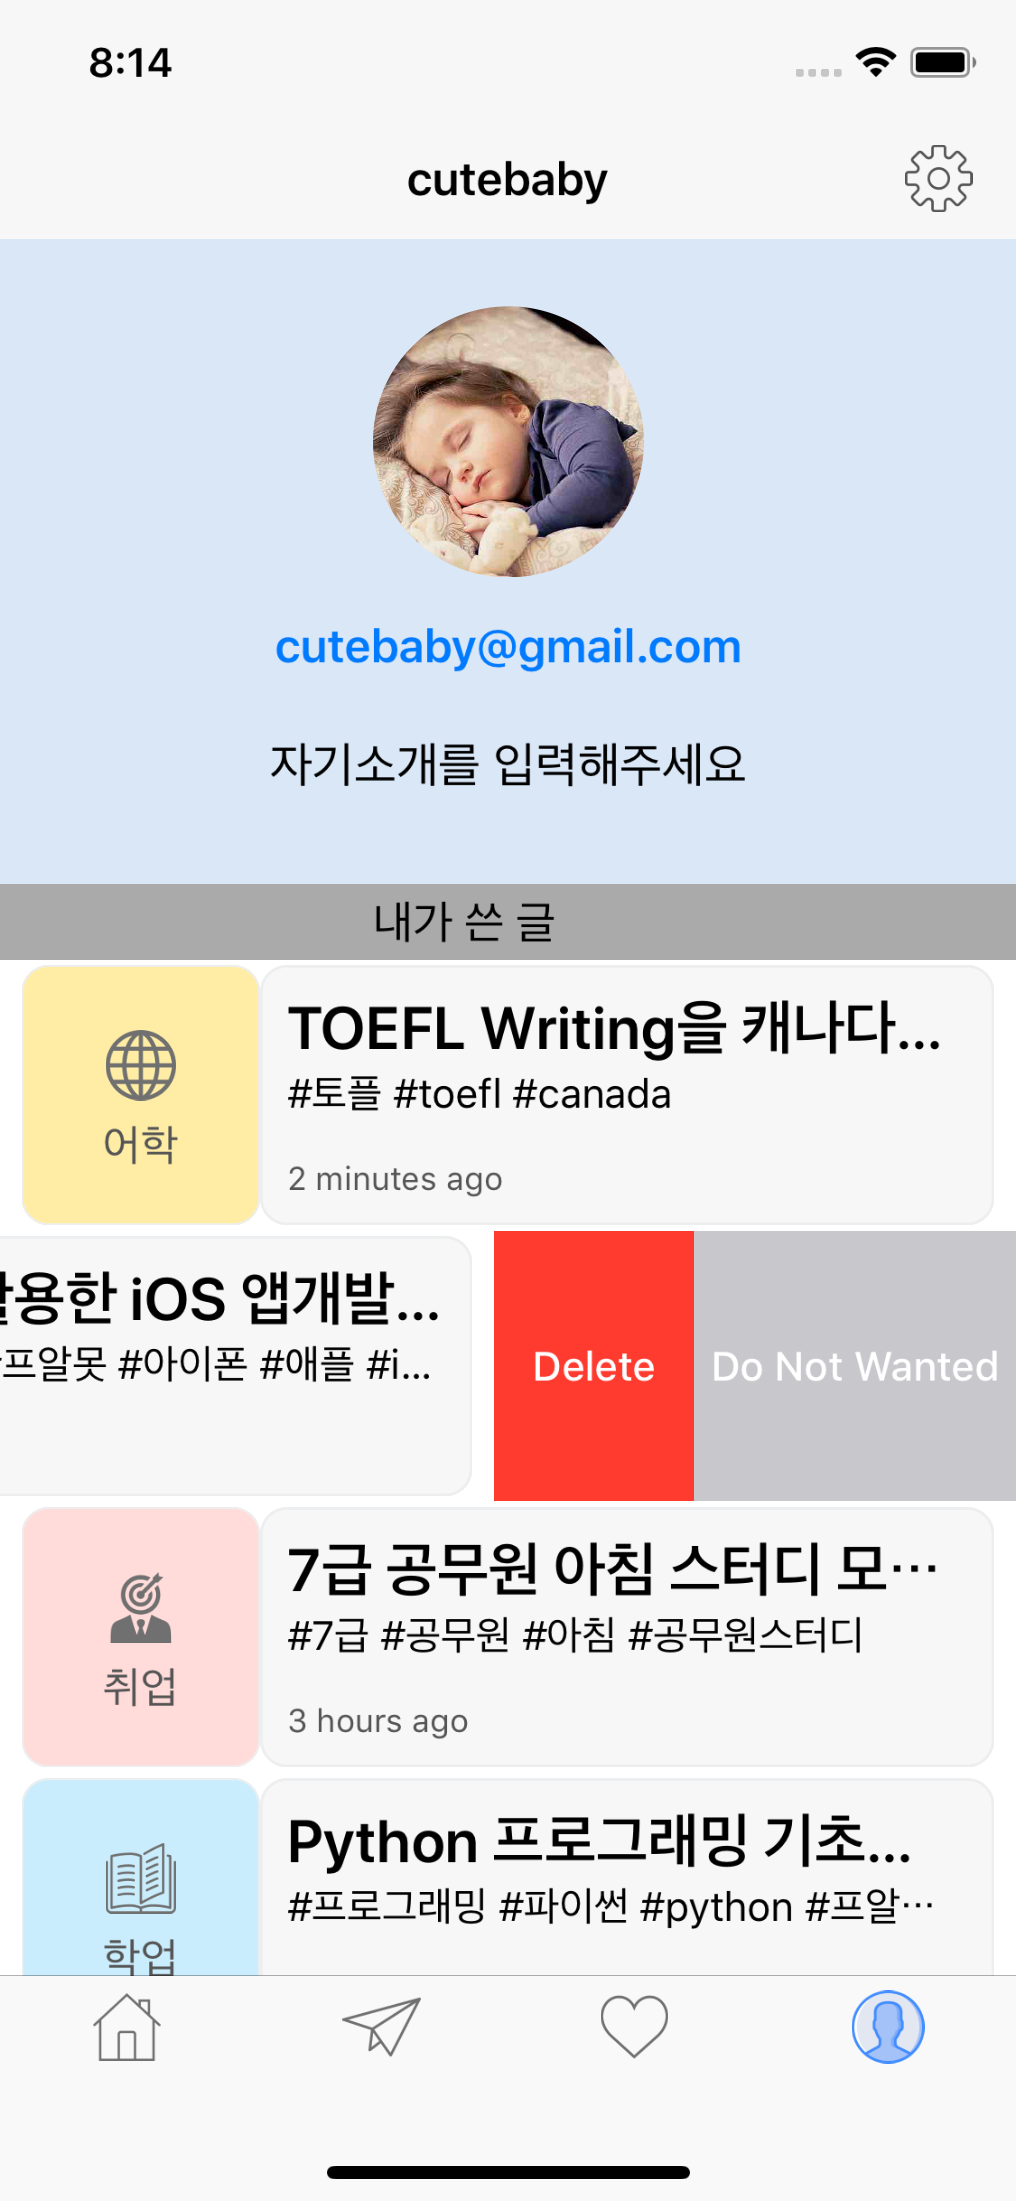 8:14
cutebaby
cutebaby@gmail.com
자기소개를 입력해주세요
내가 쓴 글
어학
TOEFL Writing을 캐나다...
#토플 #toefl #canada
2 minutes ago
용한 iOS 앱개발...
프알못 #아이폰 #애플 #i...
Delete
Do Not Wanted
취업
7급 공무원 아침 스터디 모...
#7급 #공무원 #아침 #공무원스터디
3 hours ago
학업
Python 프로그래밍 기초...
#프로그래밍 #파이썬 #python #프알...